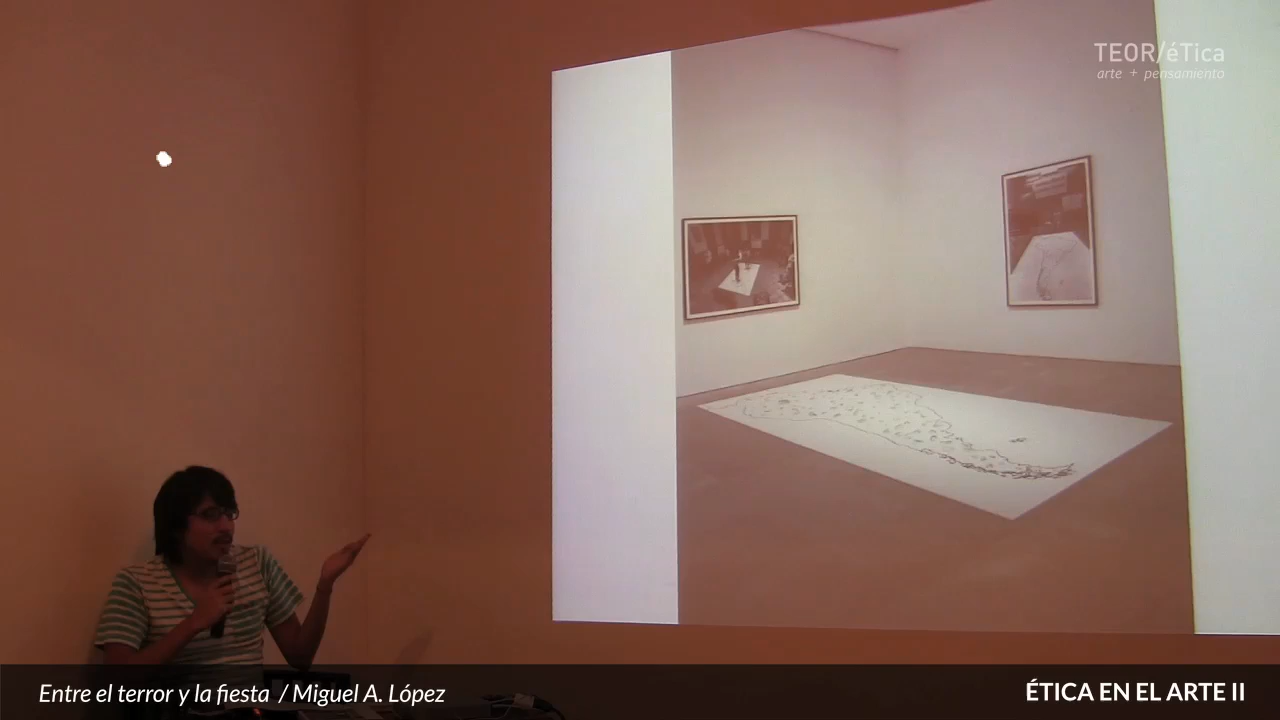 TEOR/éTica
arte + pensamiento
Entre el terror y la fiesta / Miguel A. López
ÉTICA EN EL ARTE II